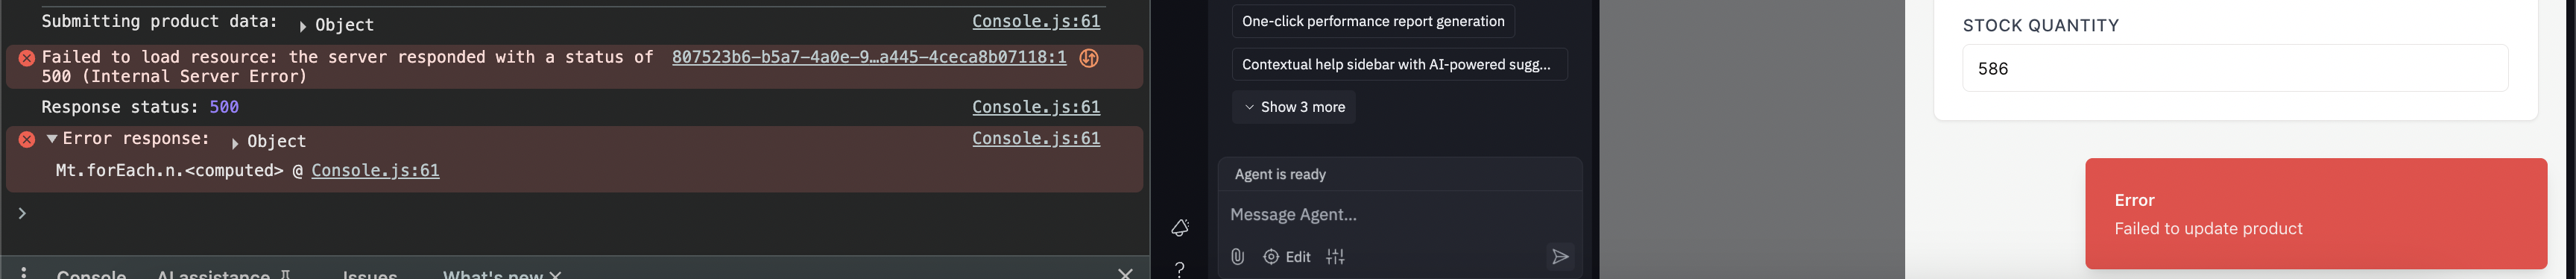 Submitting product data: ▶ Object Console.js:61
Failed to load resource: the server responded with a status of 807523b6-b5a7-4a0e-9…a445-4ceca8b07118:1
500 (Internal Server Error)
Response status: 500 Console.js:61
▼ Error response: ▶ Object Console.js:61
Mt.forEach.n.<computed> @ Console.js:61
Console AI assistance Issues What's new
One-click performance report generation
Contextual help sidebar with AI-powered sugg...
Show 3 more
Agent is ready
Message Agent...
Edit
STOCK QUANTITY
586
Error
Failed to update product